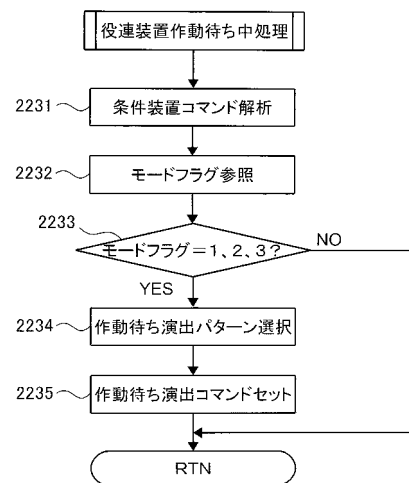 役連装置作動待ち中処理
2231
条件装置コマンド解析
2232
モードフラグ参照
2233
モードフラグ=1、2、3?
NO
YES
2234
作動待ち演出パターン選択
2235
作動待ち演出コマンドセット
RTN